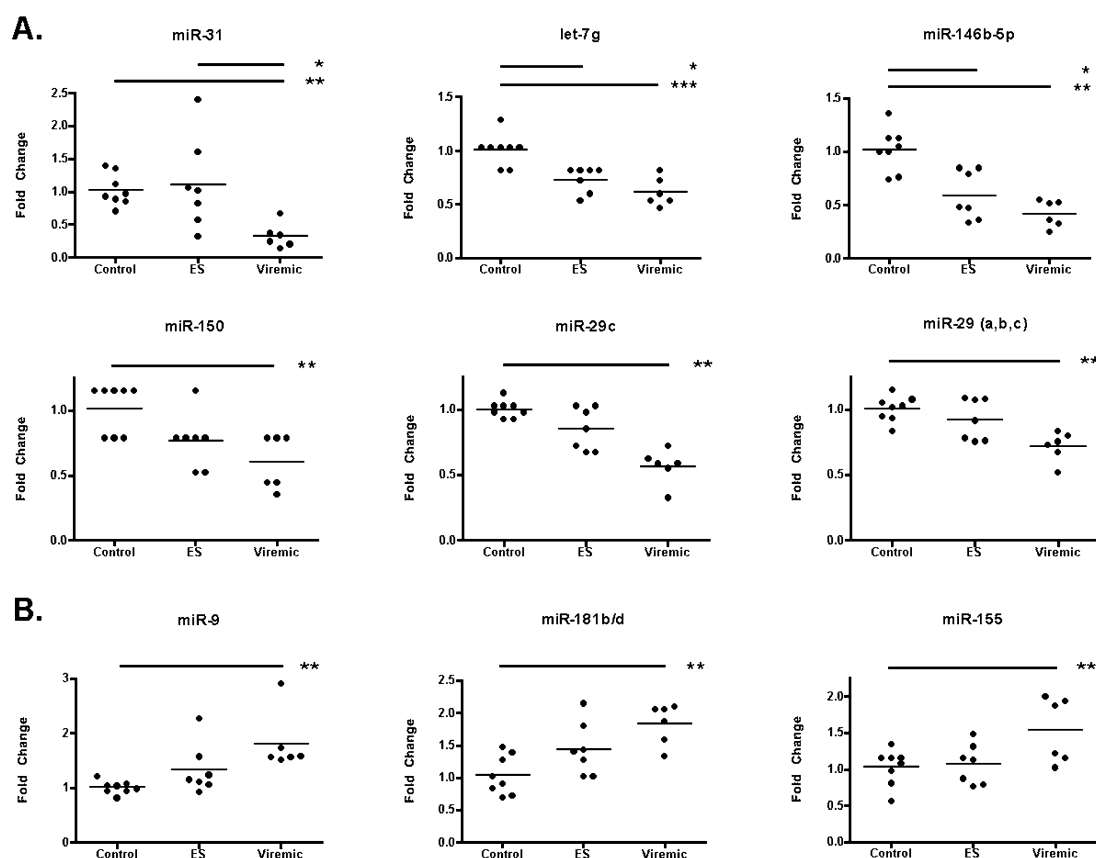 A.
miR-31
*
**
Fold Change
2.5
2.0
1.5
1.0
0.5
0.0
Control ES Viremic
let-7g
*
***
Fold Change
1.5
1.0
0.5
0.0
Control ES Viremic
miR-146b-5p
*
**
Fold Change
1.5
1.0
0.5
0.0
Control ES Viremic
miR-150
**
Fold Change
1.0
0.5
0.0
Control ES Viremic
miR-29c
**
Fold Change
1.0
0.5
0.0
Control ES Viremic
miR-29 (a,b,c)
**
Fold Change
1.0
0.5
0.0
Control ES Viremic
B.
miR-9
**
Fold Change
3
2
1
0
Control ES Viremic
miR-181b/d
**
Fold Change
2.5
2.0
1.5
1.0
0.5
0.0
Control ES Viremic
miR-155
**
Fold Change
2.0
1.5
1.0
0.5
0.0
Control ES Viremic